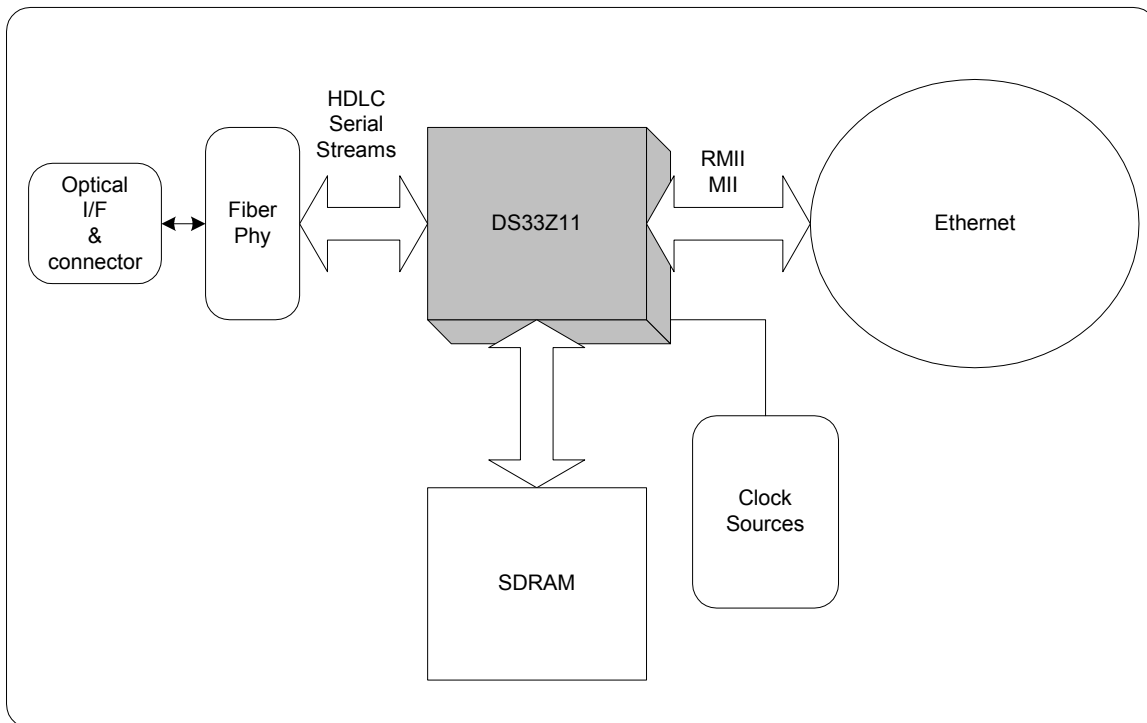 HDLC
Serial
Streams
RMII
MII
Optical
I/F
&
connector
Fiber
Phy
DS33Z11
Ethernet
Clock
Sources
SDRAM